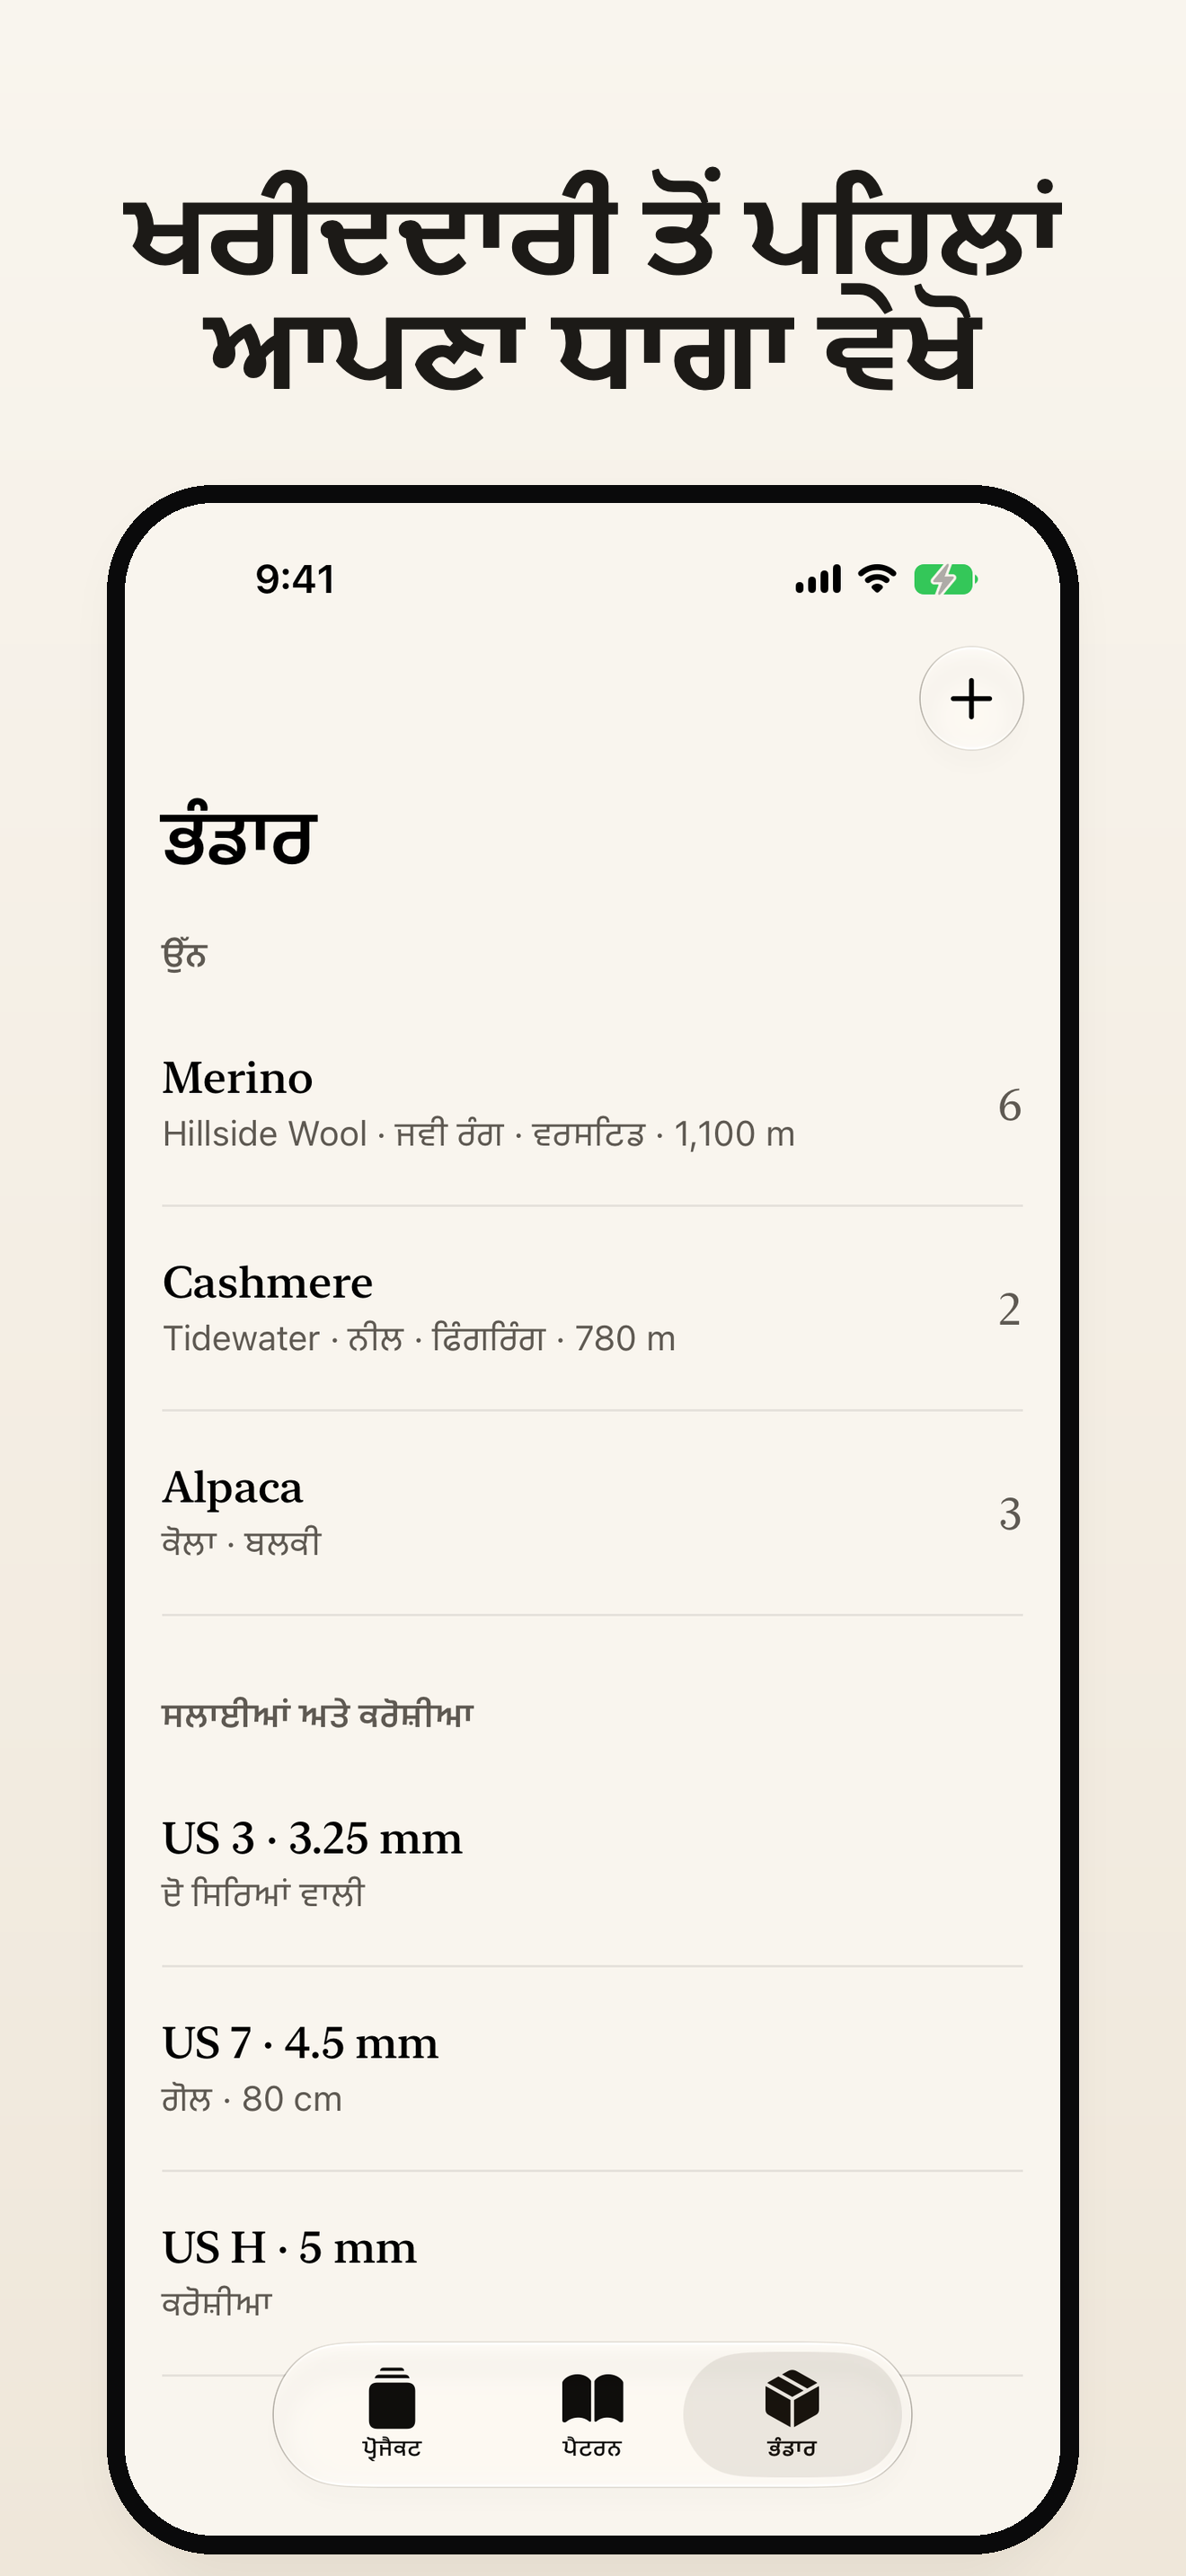 ਖਰੀਦਦਾਰੀ ਤੋਂ ਪਹਿਲਾਂ
ਆਪਣਾ ਧਾਗਾ ਵੇਖੋ
9:41
ਭੰਡਾਰ
ਉੱਨ
Merino
6
Hillside Wool · ਜਵੀ ਰੰਗ · ਵਰਸਟਿਡ · 1,100 m
Cashmere
2
Tidewater · ਨੀਲ · ਫਿੰਗਰਿੰਗ · 780 m
Alpaca
3
ਕੋਲਾ · ਬਲਕੀ
ਸਲਾਈਆਂ ਅਤੇ ਕਰੋਸ਼ੀਆ
US 3 · 3.25 mm
ਦੋ ਸਿਰਿਆਂ ਵਾਲੀ
US 7 · 4.5 mm
ਗੋਲ · 80 cm
US H · 5 mm
ਕਰੋਸ਼ੀਆ
ਪ੍ਰੋਜੈਕਟ
ਪੈਟਰਨ
ਭੰਡਾਰ